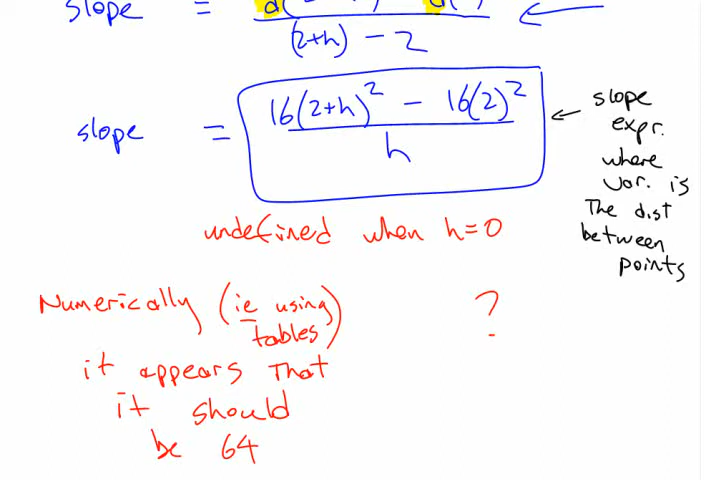 slope =
(2+h) - 2
slope = 16(2+h)² - 16(2)²
h
← slope
expr.
where
var. is
The dist
between
points
undefined when h=0
Numerically (ie using
tables)
?
it appears That
it should
be 64